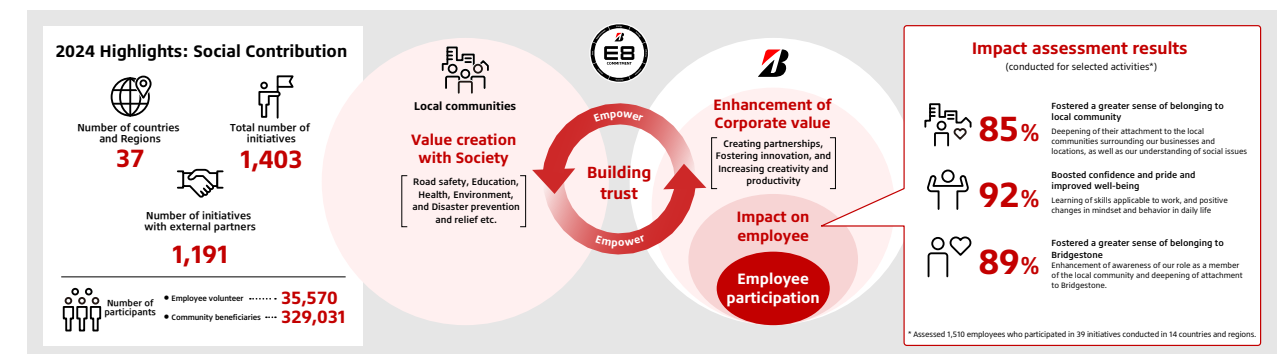 2024 Highlights: Social Contribution
Number of countries
and Regions
37
Total number of
initiatives
1,403
Number of initiatives
with external partners
1,191
Number of
participants
• Employee volunteer ······· 35,570
• Community beneficiaries ···· 329,031
Local communities
Value creation
with Society
Road safety, Education,
Health, Environment,
and Disaster prevention
and relief etc.
E8
COMMITMENT
Empower
Building
trust
Empower
B
Enhancement of
Corporate value
Creating partnerships,
Fostering innovation, and
Increasing creativity and
productivity
Impact on
employee
Employee
participation
Impact assessment results
(conducted for selected activities*)
85%
Fostered a greater sense of belonging to
local community
Deepening of their attachment to the local
communities surrounding our businesses and
locations, as well as our understanding of social issues
92%
Boosted confidence and pride and
improved well-being
Learning of skills applicable to work, and positive
changes in mindset and behavior in daily life
89%
Fostered a greater sense of belonging to
Bridgestone
Enhancement of awareness of our role as a member
of the local community and deepening of attachment
to Bridgestone.
* Assessed 1,510 employees who participated in 39 initiatives conducted in 14 countries and regions.